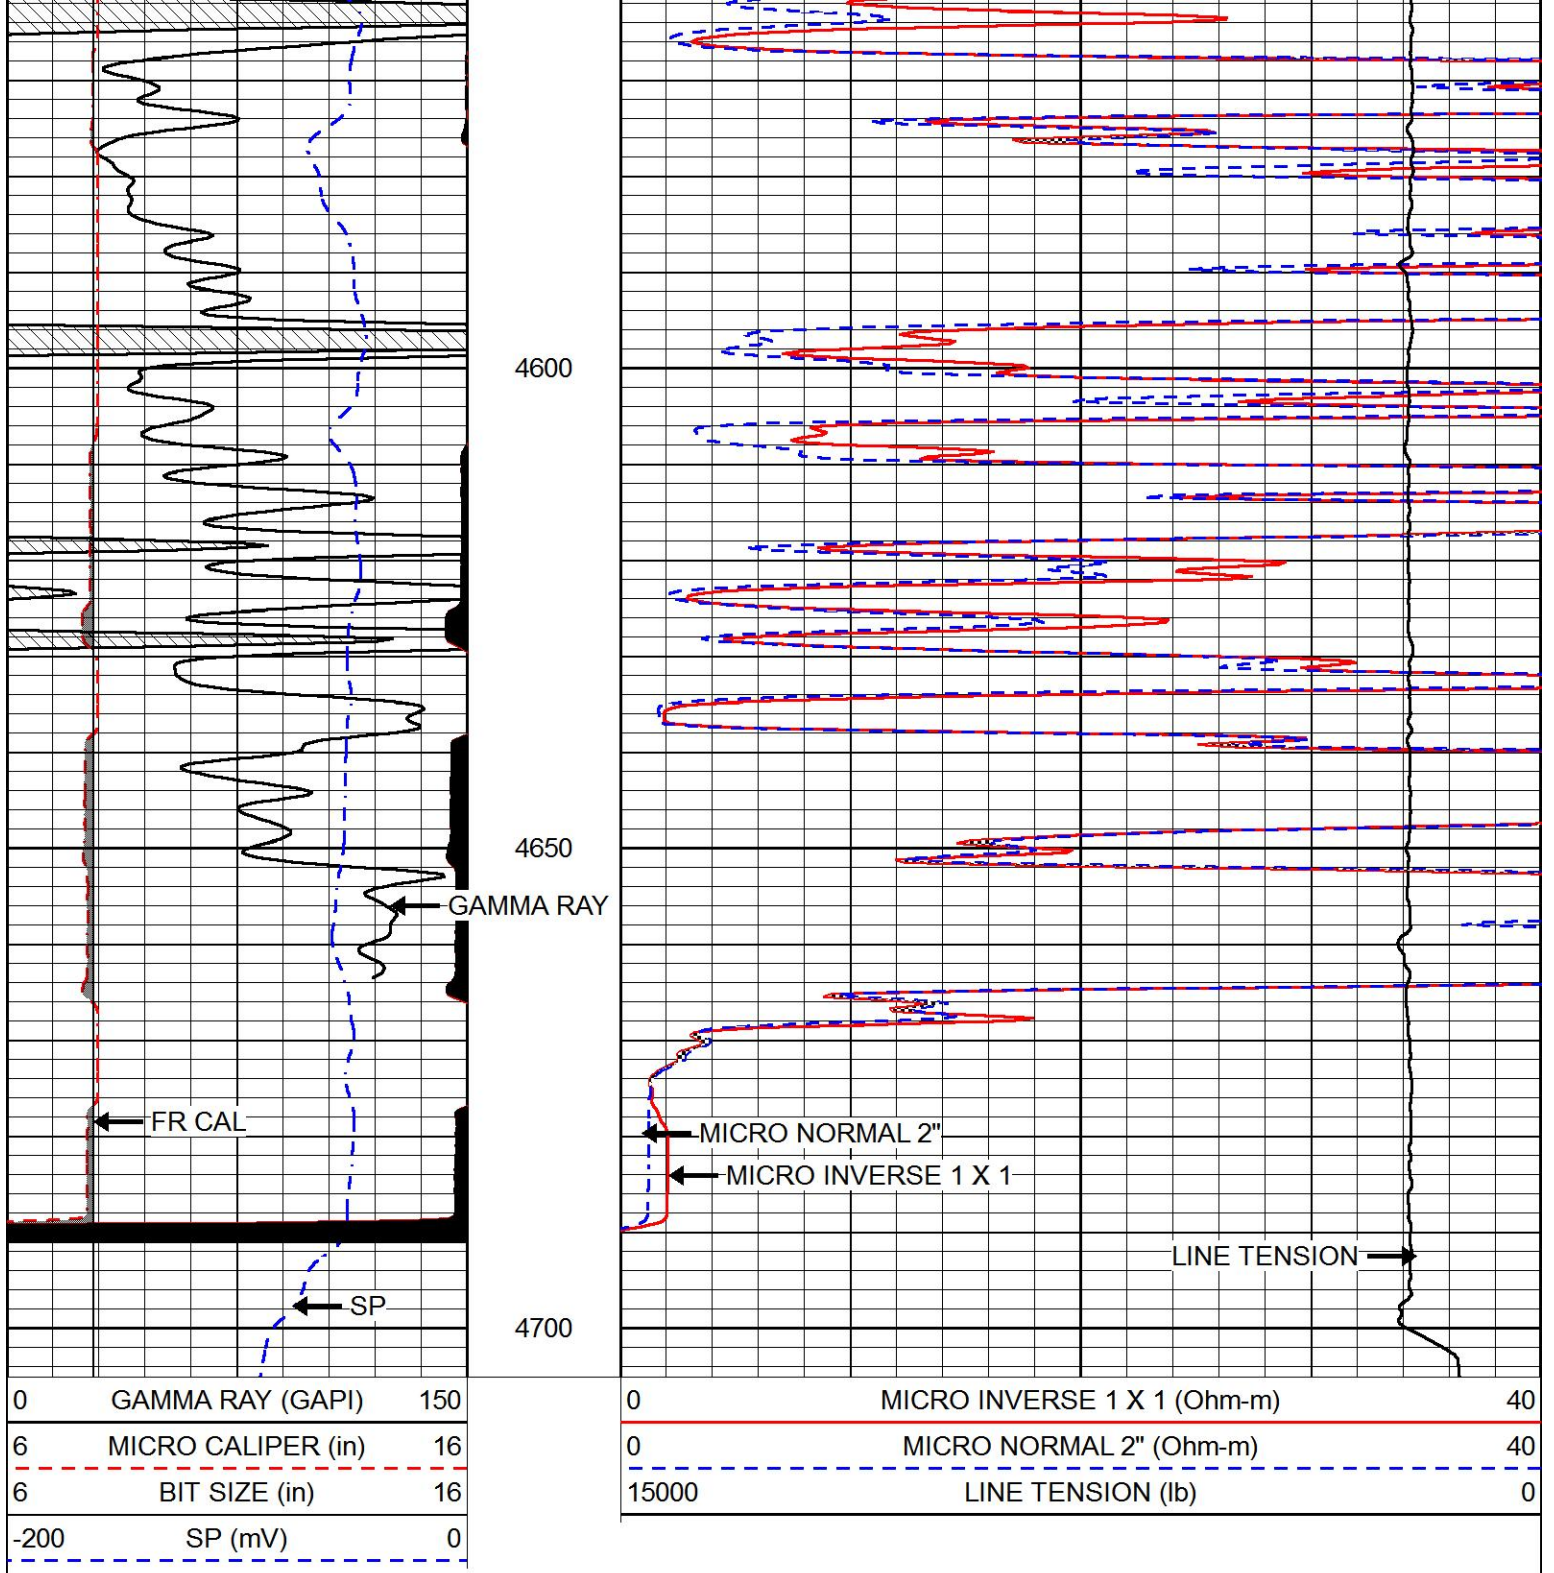 4600
4650
GAMMA RAY
FR CAL
MICRO NORMAL 2"
MICRO INVERSE 1 X 1
LINE TENSION
SP
4700
0 GAMMA RAY (GAPI) 150
6 MICRO CALIPER (in) 16
6 BIT SIZE (in) 16
-200 SP (mV) 0
0 MICRO INVERSE 1 X 1 (Ohm-m) 40
0 MICRO NORMAL 2" (Ohm-m) 40
15000 LINE TENSION (lb) 0